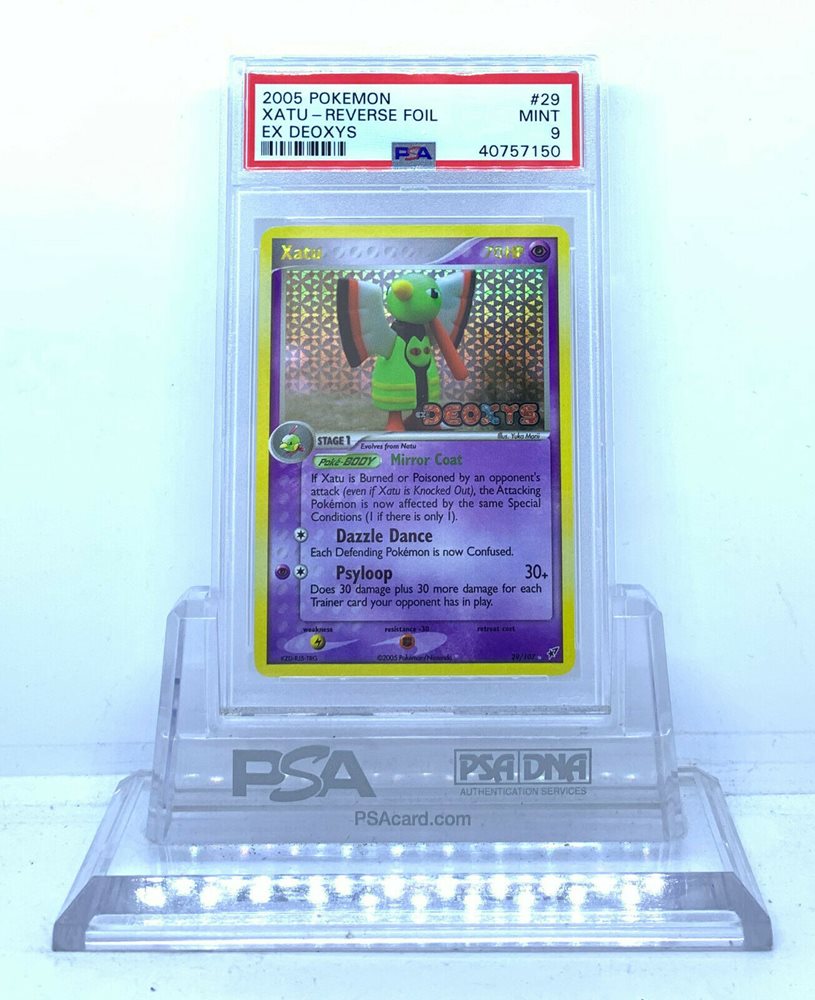 2005 POKEMON #29
XATU - REVERSE FOIL MINT
EX DEOXYS 9
PSA 40757150
Xatu 70 HP
EX DEOXYS
Illus. Yuka Morii
STAGE 1 Evolves from Natu
Poké-BODY Mirror Coat
If Xatu is Burned or Poisoned by an opponent's
attack (even if Xatu is Knocked Out), the Attacking
Pokémon is now affected by the same Special
Conditions (1 if there is only 1).
Dazzle Dance
Each Defending Pokémon is now Confused.
Psyloop 30+
Does 30 damage plus 30 more damage for each
Trainer card your opponent has in play.
weakness resistance -30 retreat cost
©2005 Pokémon/Nintendo 29/107
PSA PSA DNA
AUTHENTICATION SERVICES
PSAcard.com